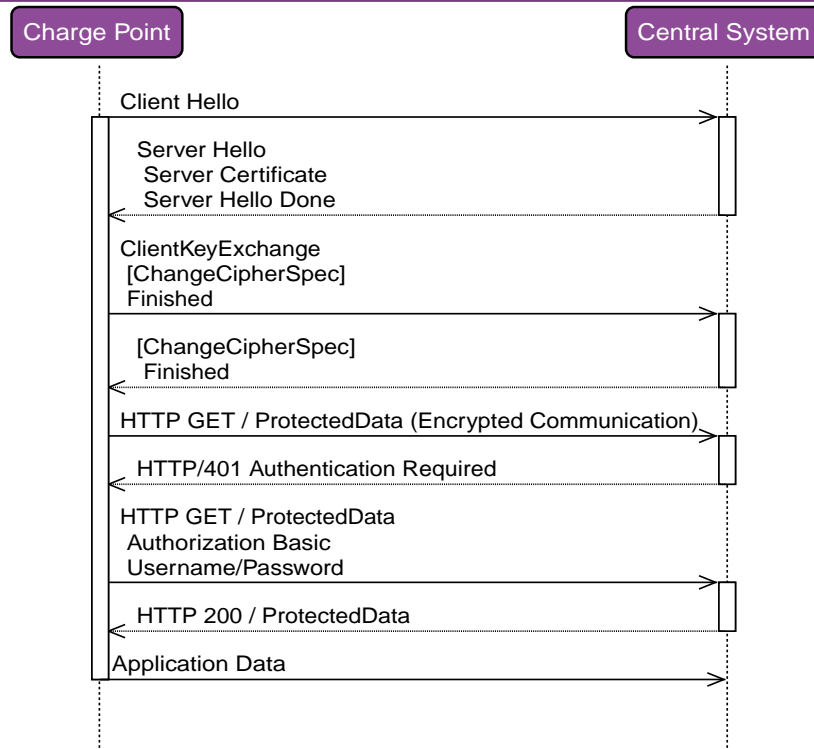 Charge Point
Central System
Client Hello
Server Hello
Server Certificate
Server Hello Done
ClientKeyExchange
[ChangeCipherSpec]
Finished
[ChangeCipherSpec]
Finished
HTTP GET / ProtectedData (Encrypted Communication)
HTTP/401 Authentication Required
HTTP GET / ProtectedData
Authorization Basic
Username/Password
HTTP 200 / ProtectedData
Application Data